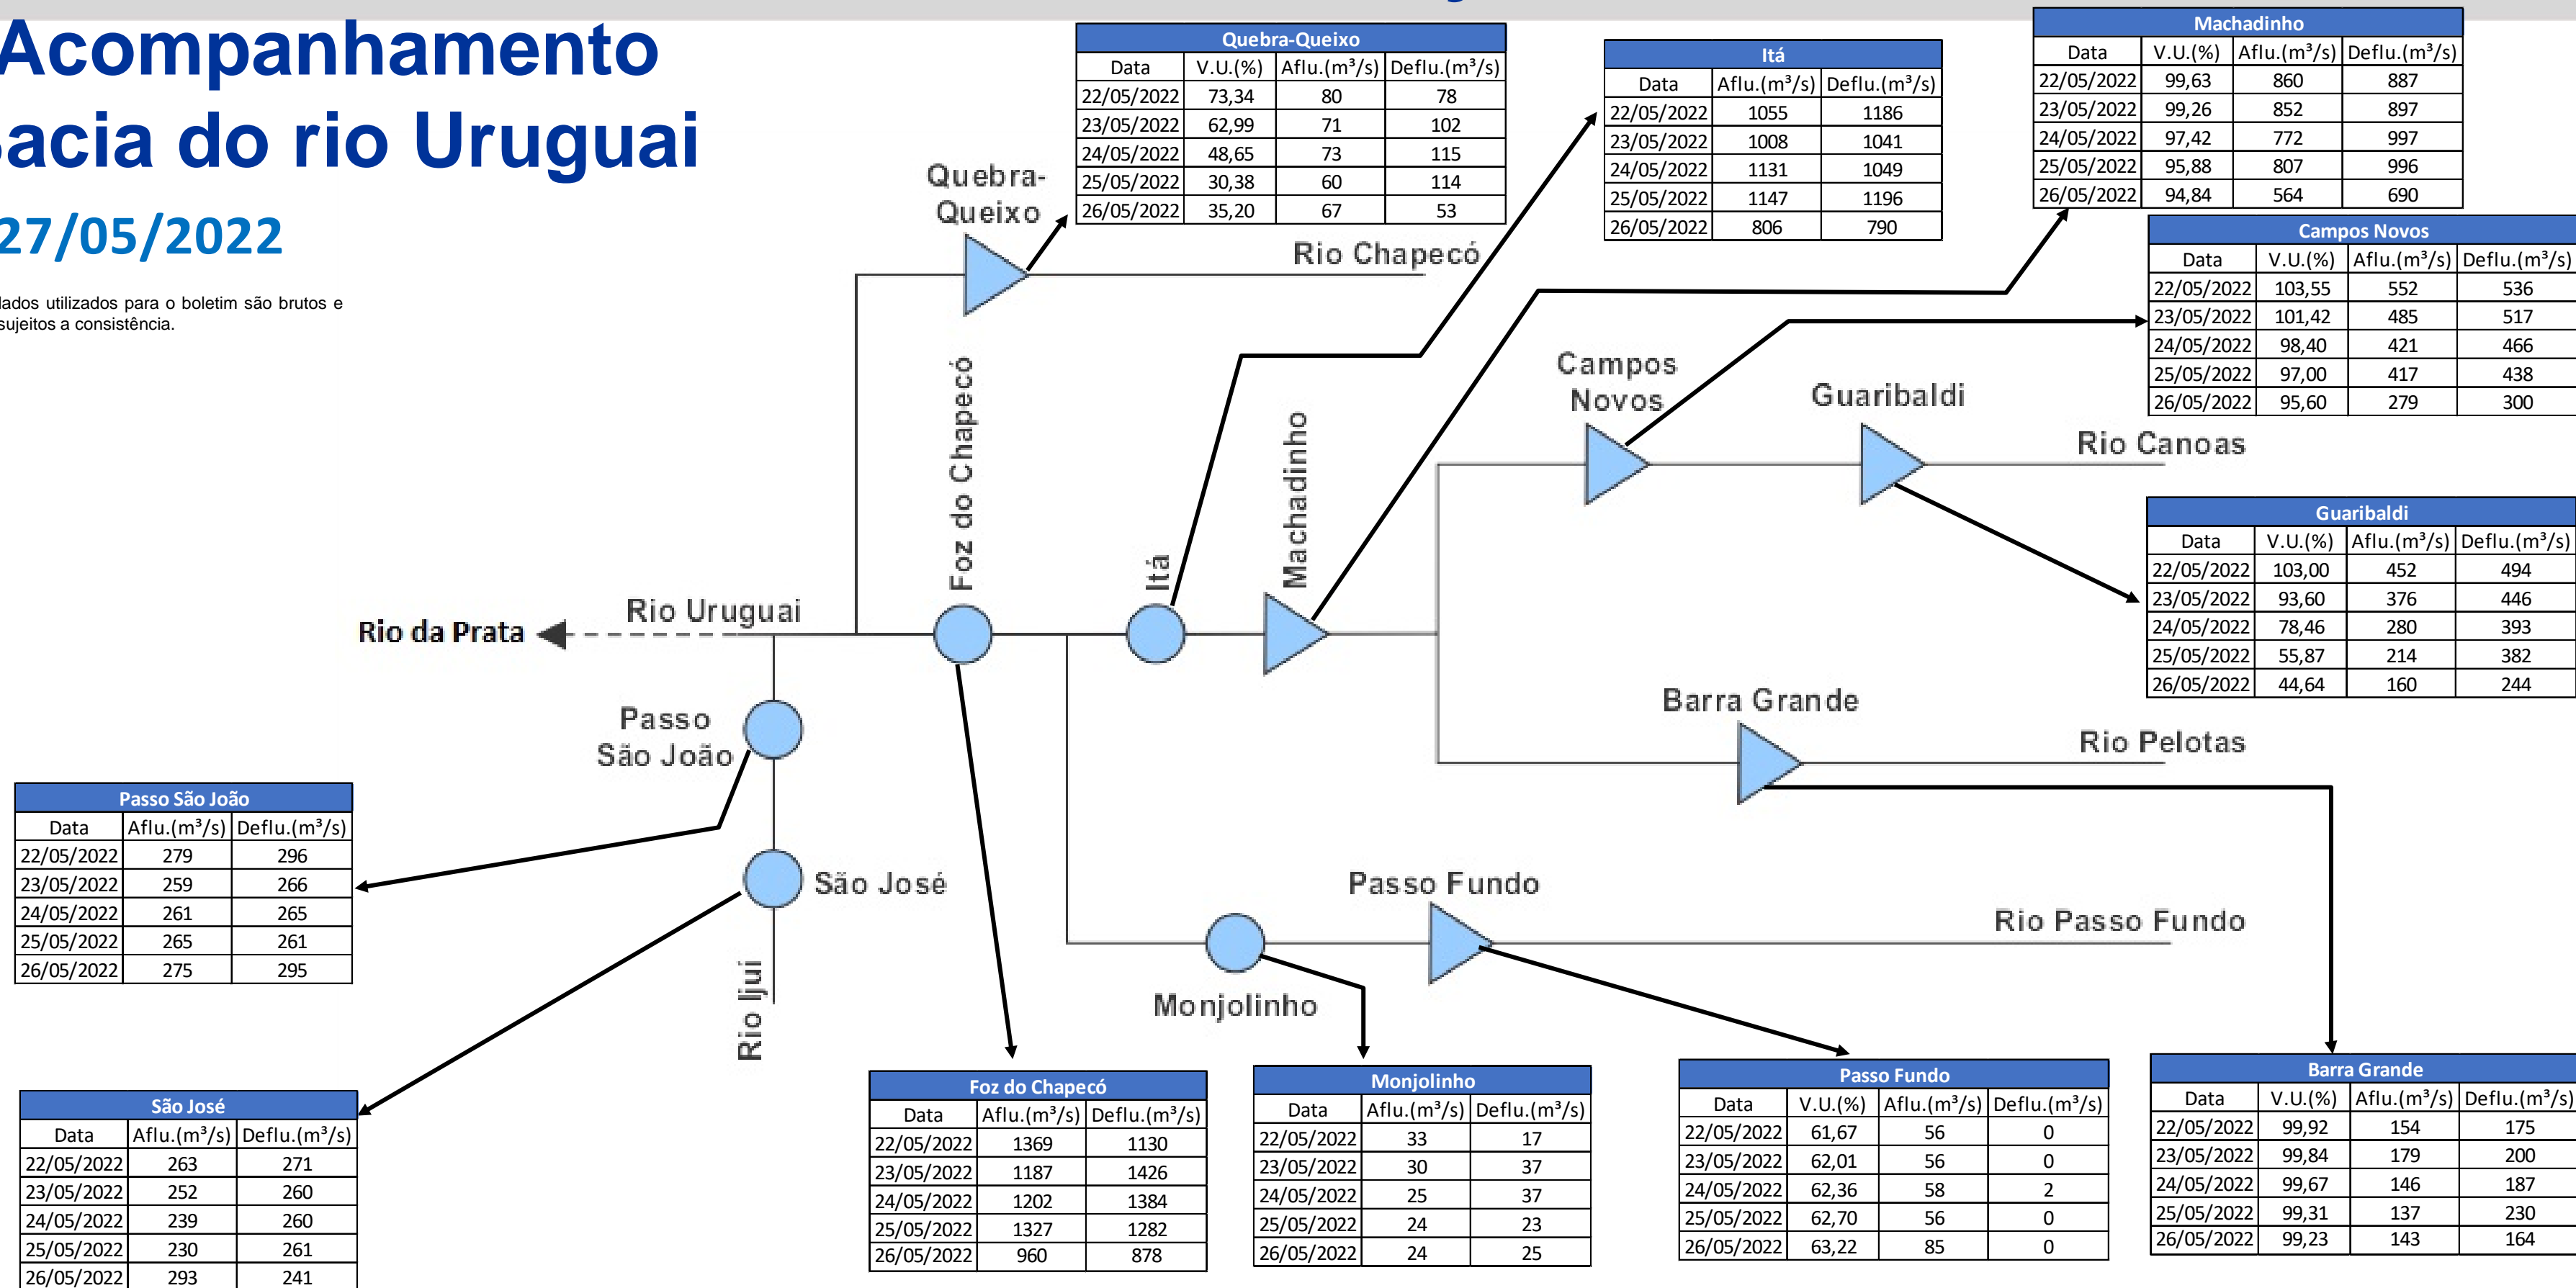 Acompanhamento
acia do rio Uruguai
27/05/2022
dados utilizados para o boletim são brutos e
sujeitos a consistência.
Quebra-Queixo
Data V.U.(%) Aflu.(m³/s) Deflu.(m³/s)
22/05/2022 73,34 80 78
23/05/2022 62,99 71 102
24/05/2022 48,65 73 115
25/05/2022 30,38 60 114
26/05/2022 35,20 67 53
Itá
Data Aflu.(m³/s) Deflu.(m³/s)
22/05/2022 1055 1186
23/05/2022 1008 1041
24/05/2022 1131 1049
25/05/2022 1147 1196
26/05/2022 806 790
Machadinho
Data V.U.(%) Aflu.(m³/s) Deflu.(m³/s)
22/05/2022 99,63 860 887
23/05/2022 99,26 852 897
24/05/2022 97,42 772 997
25/05/2022 95,88 807 996
26/05/2022 94,84 564 690
Campos Novos
Data V.U.(%) Aflu.(m³/s) Deflu.(m³/s)
22/05/2022 103,55 552 536
23/05/2022 101,42 485 517
24/05/2022 98,40 421 466
25/05/2022 97,00 417 438
26/05/2022 95,60 279 300
Guaribaldi
Data V.U.(%) Aflu.(m³/s) Deflu.(m³/s)
22/05/2022 103,00 452 494
23/05/2022 93,60 376 446
24/05/2022 78,46 280 393
25/05/2022 55,87 214 382
26/05/2022 44,64 160 244
Quebra-
Queixo
Rio Chapecó
Foz do Chapecó
Itá
Machadinho
Campos
Novos
Guaribaldi
Rio Canoas
Rio da Prata
Rio Uruguai
Passo
São João
São José
Rio Ijuí
Barra Grande
Rio Pelotas
Passo Fundo
Rio Passo Fundo
Monjolinho
Passo São João
Data Aflu.(m³/s) Deflu.(m³/s)
22/05/2022 279 296
23/05/2022 259 266
24/05/2022 261 265
25/05/2022 265 261
26/05/2022 275 295
São José
Data Aflu.(m³/s) Deflu.(m³/s)
22/05/2022 263 271
23/05/2022 252 260
24/05/2022 239 260
25/05/2022 230 261
26/05/2022 293 241
Foz do Chapecó
Data Aflu.(m³/s) Deflu.(m³/s)
22/05/2022 1369 1130
23/05/2022 1187 1426
24/05/2022 1202 1384
25/05/2022 1327 1282
26/05/2022 960 878
Monjolinho
Data Aflu.(m³/s) Deflu.(m³/s)
22/05/2022 33 17
23/05/2022 30 37
24/05/2022 25 37
25/05/2022 24 23
26/05/2022 24 25
Passo Fundo
Data V.U.(%) Aflu.(m³/s) Deflu.(m³/s)
22/05/2022 61,67 56 0
23/05/2022 62,01 56 0
24/05/2022 62,36 58 2
25/05/2022 62,70 56 0
26/05/2022 63,22 85 0
Barra Grande
Data V.U.(%) Aflu.(m³/s) Deflu.(m³/s)
22/05/2022 99,92 154 175
23/05/2022 99,84 179 200
24/05/2022 99,67 146 187
25/05/2022 99,31 137 230
26/05/2022 99,23 143 164